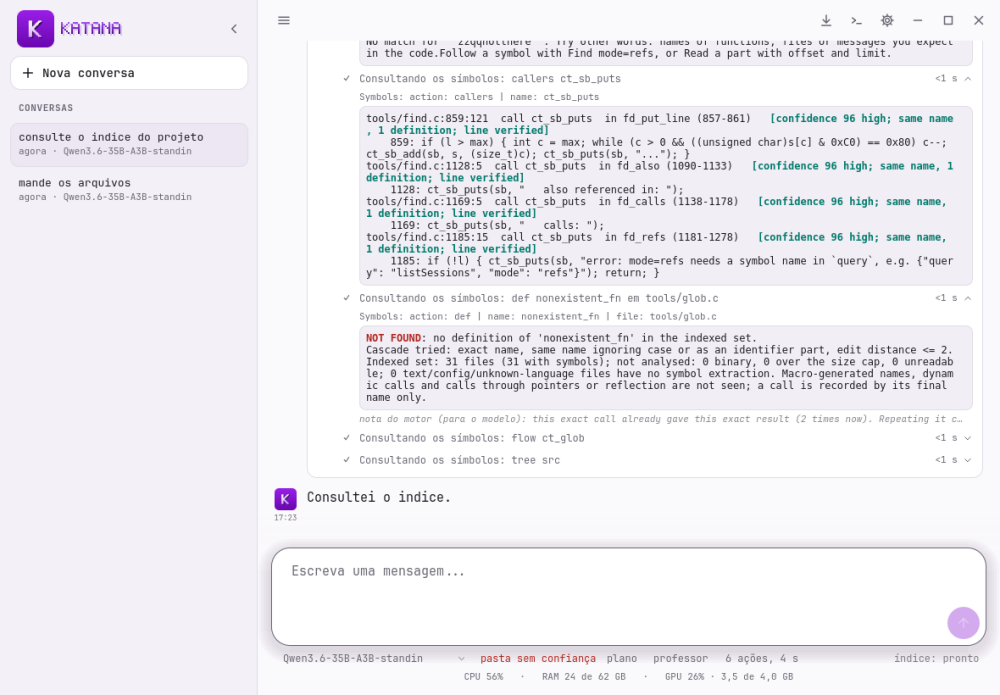 K KATANA
+ Nova conversa
CONVERSAS
consulte o indice do projeto
agora · Qwen3.6-35B-A3B-standin
mande os arquivos
agora · Qwen3.6-35B-A3B-standin
in the code.Follow a symbol with Find mode=refs, or Read a part with offset and limit.
✓ Consultando os símbolos: callers ct_sb_puts <1 s
Symbols: action: callers | name: ct_sb_puts
tools/find.c:859:121  call ct_sb_puts  in fd_put_line (857-861)   [confidence 96 high; same name
, 1 definition; line verified]
    859: if (l > max) { int c = max; while (c > 0 && ((unsigned char)s[c] & 0xC0) == 0x80) c--;
ct_sb_add(sb, s, (size_t)c); ct_sb_puts(sb, "..."); }
tools/find.c:1128:5  call ct_sb_puts  in fd_also (1090-1133)   [confidence 96 high; same name, 1
definition; line verified]
    1128: ct_sb_puts(sb, "   also referenced in: ");
tools/find.c:1169:5  call ct_sb_puts  in fd_calls (1138-1178)   [confidence 96 high; same name,
1 definition; line verified]
    1169: ct_sb_puts(sb, "   calls: ");
tools/find.c:1185:15  call ct_sb_puts  in fd_refs (1181-1278)   [confidence 96 high; same name,
1 definition; line verified]
    1185: if (!l) { ct_sb_puts(sb, "error: mode=refs needs a symbol name in `query`, e.g. {"quer
y": "listSessions", "mode": "refs"}"); return; }
✓ Consultando os símbolos: def nonexistent_fn em tools/glob.c <1 s
Symbols: action: def | name: nonexistent_fn | file: tools/glob.c
NOT FOUND: no definition of 'nonexistent_fn' in the indexed set.
Cascade tried: exact name, same name ignoring case or as an identifier part, edit distance <= 2.
Indexed set: 31 files (31 with symbols); not analysed: 0 binary, 0 over the size cap, 0 unreadab
le; 0 text/config/unknown-language files have no symbol extraction. Macro-generated names, dynam
ic calls and calls through pointers or reflection are not seen; a call is recorded by its final
name only.
nota do motor (para o modelo): this exact call already gave this exact result (2 times now). Repeating it c…
✓ Consultando os símbolos: flow ct_glob <1 s
✓ Consultando os símbolos: tree src <1 s
K Consultei o indice.
17:23
Escreva uma mensagem...
Qwen3.6-35B-A3B-standin pasta sem confiança plano professor 6 ações, 4 s índice: pronto
CPU 56% · RAM 24 de 62 GB · GPU 26% · 3,5 de 4,0 GB